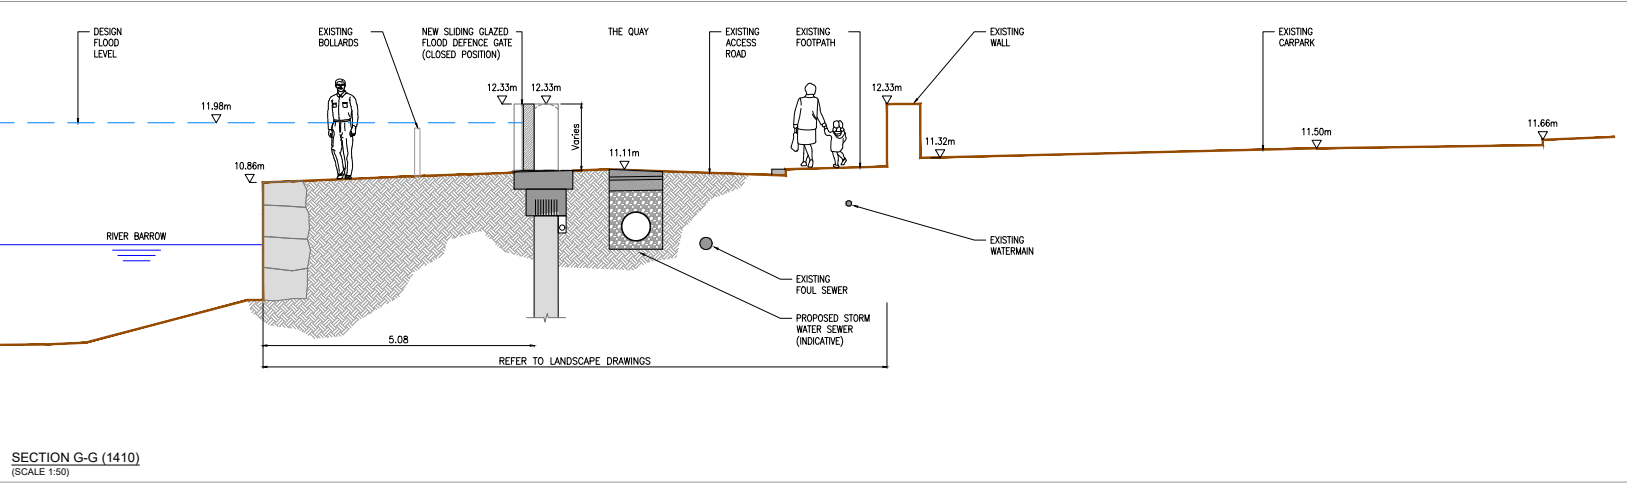 DESIGN
FLOOD
LEVEL
EXISTING
BOLLARDS
NEW SLIDING GLAZED
FLOOD DEFENCE GATE
(CLOSED POSITION)
THE QUAY
EXISTING
ACCESS
ROAD
EXISTING
FOOTPATH
EXISTING
WALL
EXISTING
CARPARK
11.98m
12.33m
12.33m
12.33m
Varies
10.86m
11.11m
11.32m
11.50m
11.66m
RIVER BARROW
EXISTING
WATERMAIN
EXISTING
FOUL SEWER
PROPOSED STORM
WATER SEWER
(INDICATIVE)
5.08
REFER TO LANDSCAPE DRAWINGS
SECTION G-G (1410)
(SCALE 1:50)